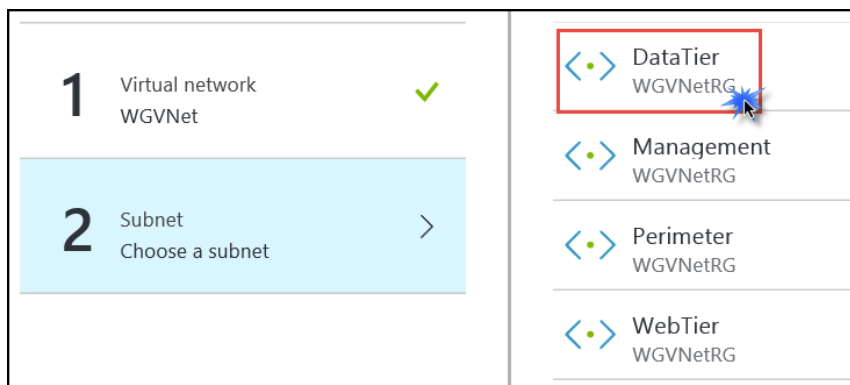 1
Virtual network
WGVNet
2
Subnet
Choose a subnet
DataTier
WGVNetRG
Management
WGVNetRG
Perimeter
WGVNetRG
WebTier
WGVNetRG